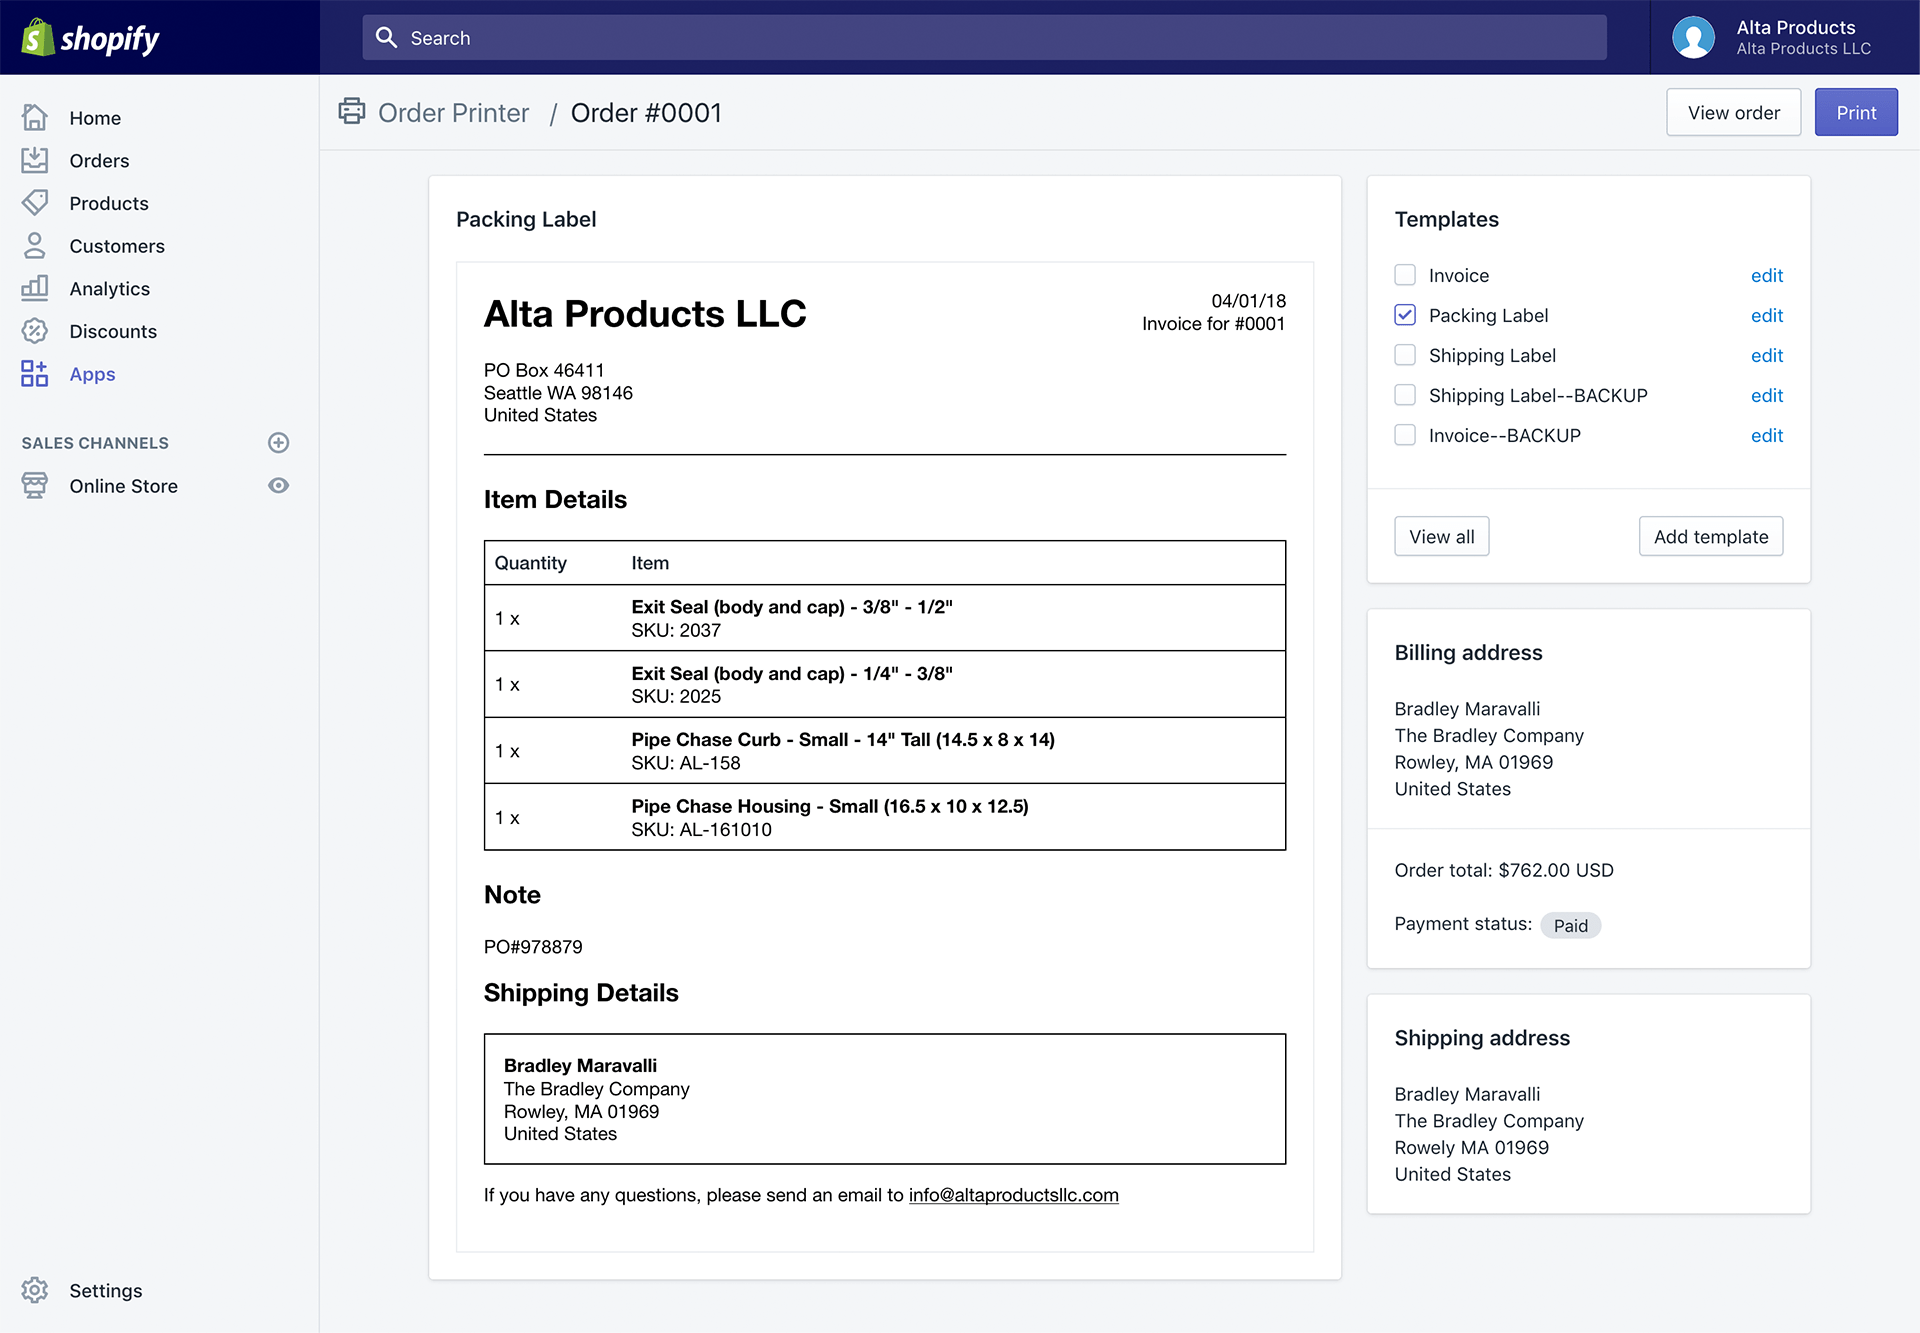 shopify
Search
Alta Products
Alta Products LLC
Home
Orders
Products
Customers
Analytics
Discounts
Apps
SALES CHANNELS
Online Store
Settings
Order Printer / Order #0001
View order
Print
Packing Label
Alta Products LLC
04/01/18
Invoice for #0001
PO Box 46411
Seattle WA 98146
United States
Item Details
Quantity Item
1 x
Exit Seal (body and cap) - 3/8" - 1/2"
SKU: 2037
1 x
Exit Seal (body and cap) - 1/4" - 3/8"
SKU: 2025
1 x
Pipe Chase Curb - Small - 14" Tall (14.5 x 8 x 14)
SKU: AL-158
1 x
Pipe Chase Housing - Small (16.5 x 10 x 12.5)
SKU: AL-161010
Note
PO#978879
Shipping Details
Bradley Maravalli
The Bradley Company
Rowley, MA 01969
United States
If you have any questions, please send an email to info@altaproductsllc.com
Templates
Invoice edit
Packing Label edit
Shipping Label edit
Shipping Label--BACKUP edit
Invoice--BACKUP edit
View all
Add template
Billing address
Bradley Maravalli
The Bradley Company
Rowley, MA 01969
United States
Order total: $762.00 USD
Payment status: Paid
Shipping address
Bradley Maravalli
The Bradley Company
Rowely MA 01969
United States